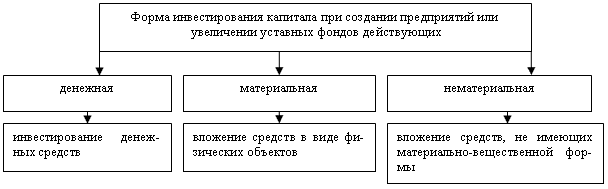 Форма инвестирования капитала при создании предприятий или
увеличении уставных фондов действующих
денежная
материальная
нематериальная
инвестирование денеж-
ных средств
вложение средств в виде фи-
зических объектов
вложение средств, не имеющих
материально-вещественной фор-
мы